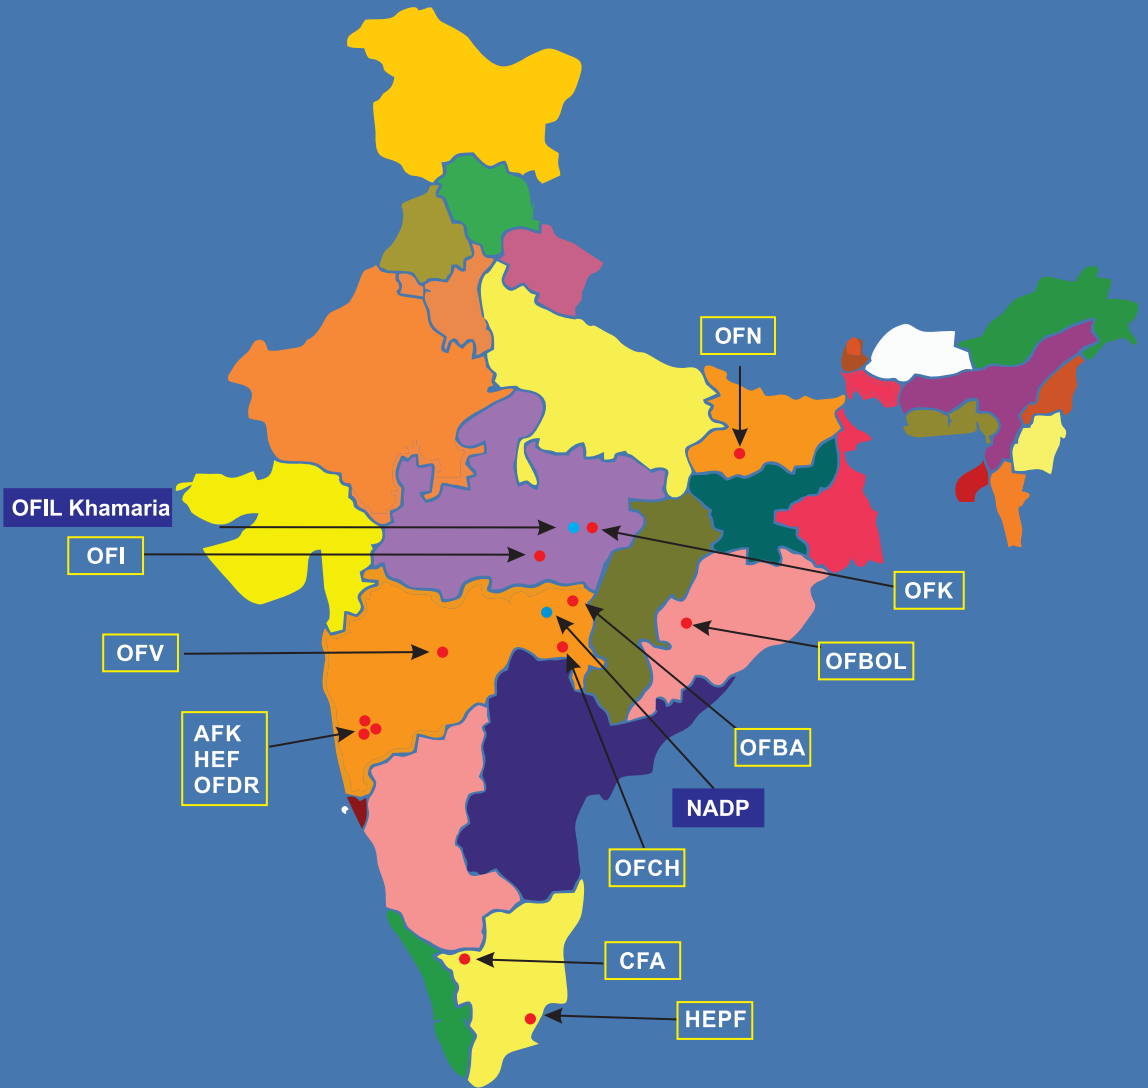 OFN
OFIL Khamaria
OFI
OFK
OFV
OFBOL
AFK
HEF
OFDR
OFBA
NADP
OFCH
CFA
HEPF